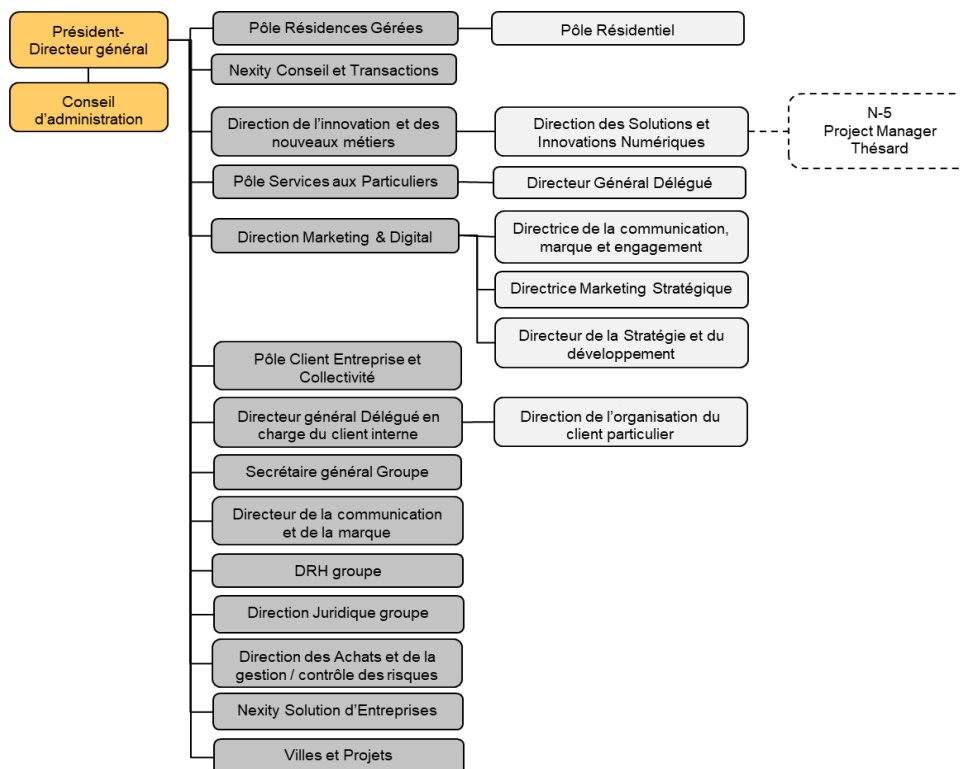 Président-
Directeur général
Conseil
d'administration
Pôle Résidences Gérées
Pôle Résidentiel
Nexity Conseil et Transactions
Direction de l'innovation et des
nouveaux métiers
Direction des Solutions et
Innovations Numériques
N-5
Project Manager
Thésard
Pôle Services aux Particuliers
Directeur Général Délégué
Direction Marketing & Digital
Directrice de la communication,
marque et engagement
Directrice Marketing Stratégique
Directeur de la Stratégie et du
développement
Pôle Client Entreprise et
Collectivité
Directeur général Délégué en
charge du client interne
Direction de l'organisation du
client particulier
Secrétaire général Groupe
Directeur de la communication
et de la marque
DRH groupe
Direction Juridique groupe
Direction des Achats et de la
gestion / contrôle des risques
Nexity Solution d'Entreprises
Villes et Projets